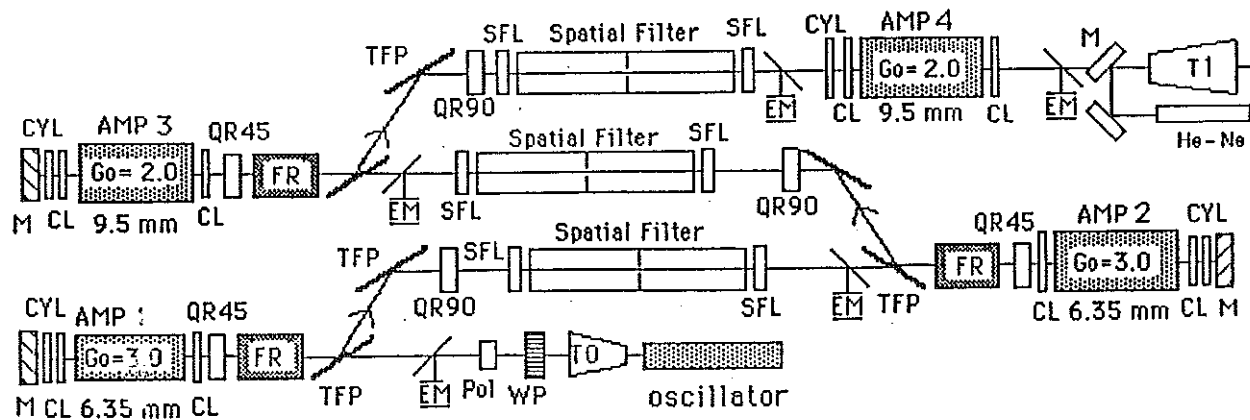 SFL Spatial Filter SFL CYL AMP 4 M
TFP
QR90 EM CL Go= 2.0 CL EM T1
9.5 mm
He-Ne
CYL AMP 3 QR45 Spatial Filter SFL
Go= 2.0 FR
M CL 9.5 mm CL EM SFL QR90
TFP SFL Spatial Filter QR45 AMP 2 CYL
FR Go=3.0
QR90 SFL EM TFP CL 6.35 mm CL M
CYL AMP 1 QR45
Go=3.0 FR T0
M CL 6.35 mm CL TFP EM Pol WP oscillator